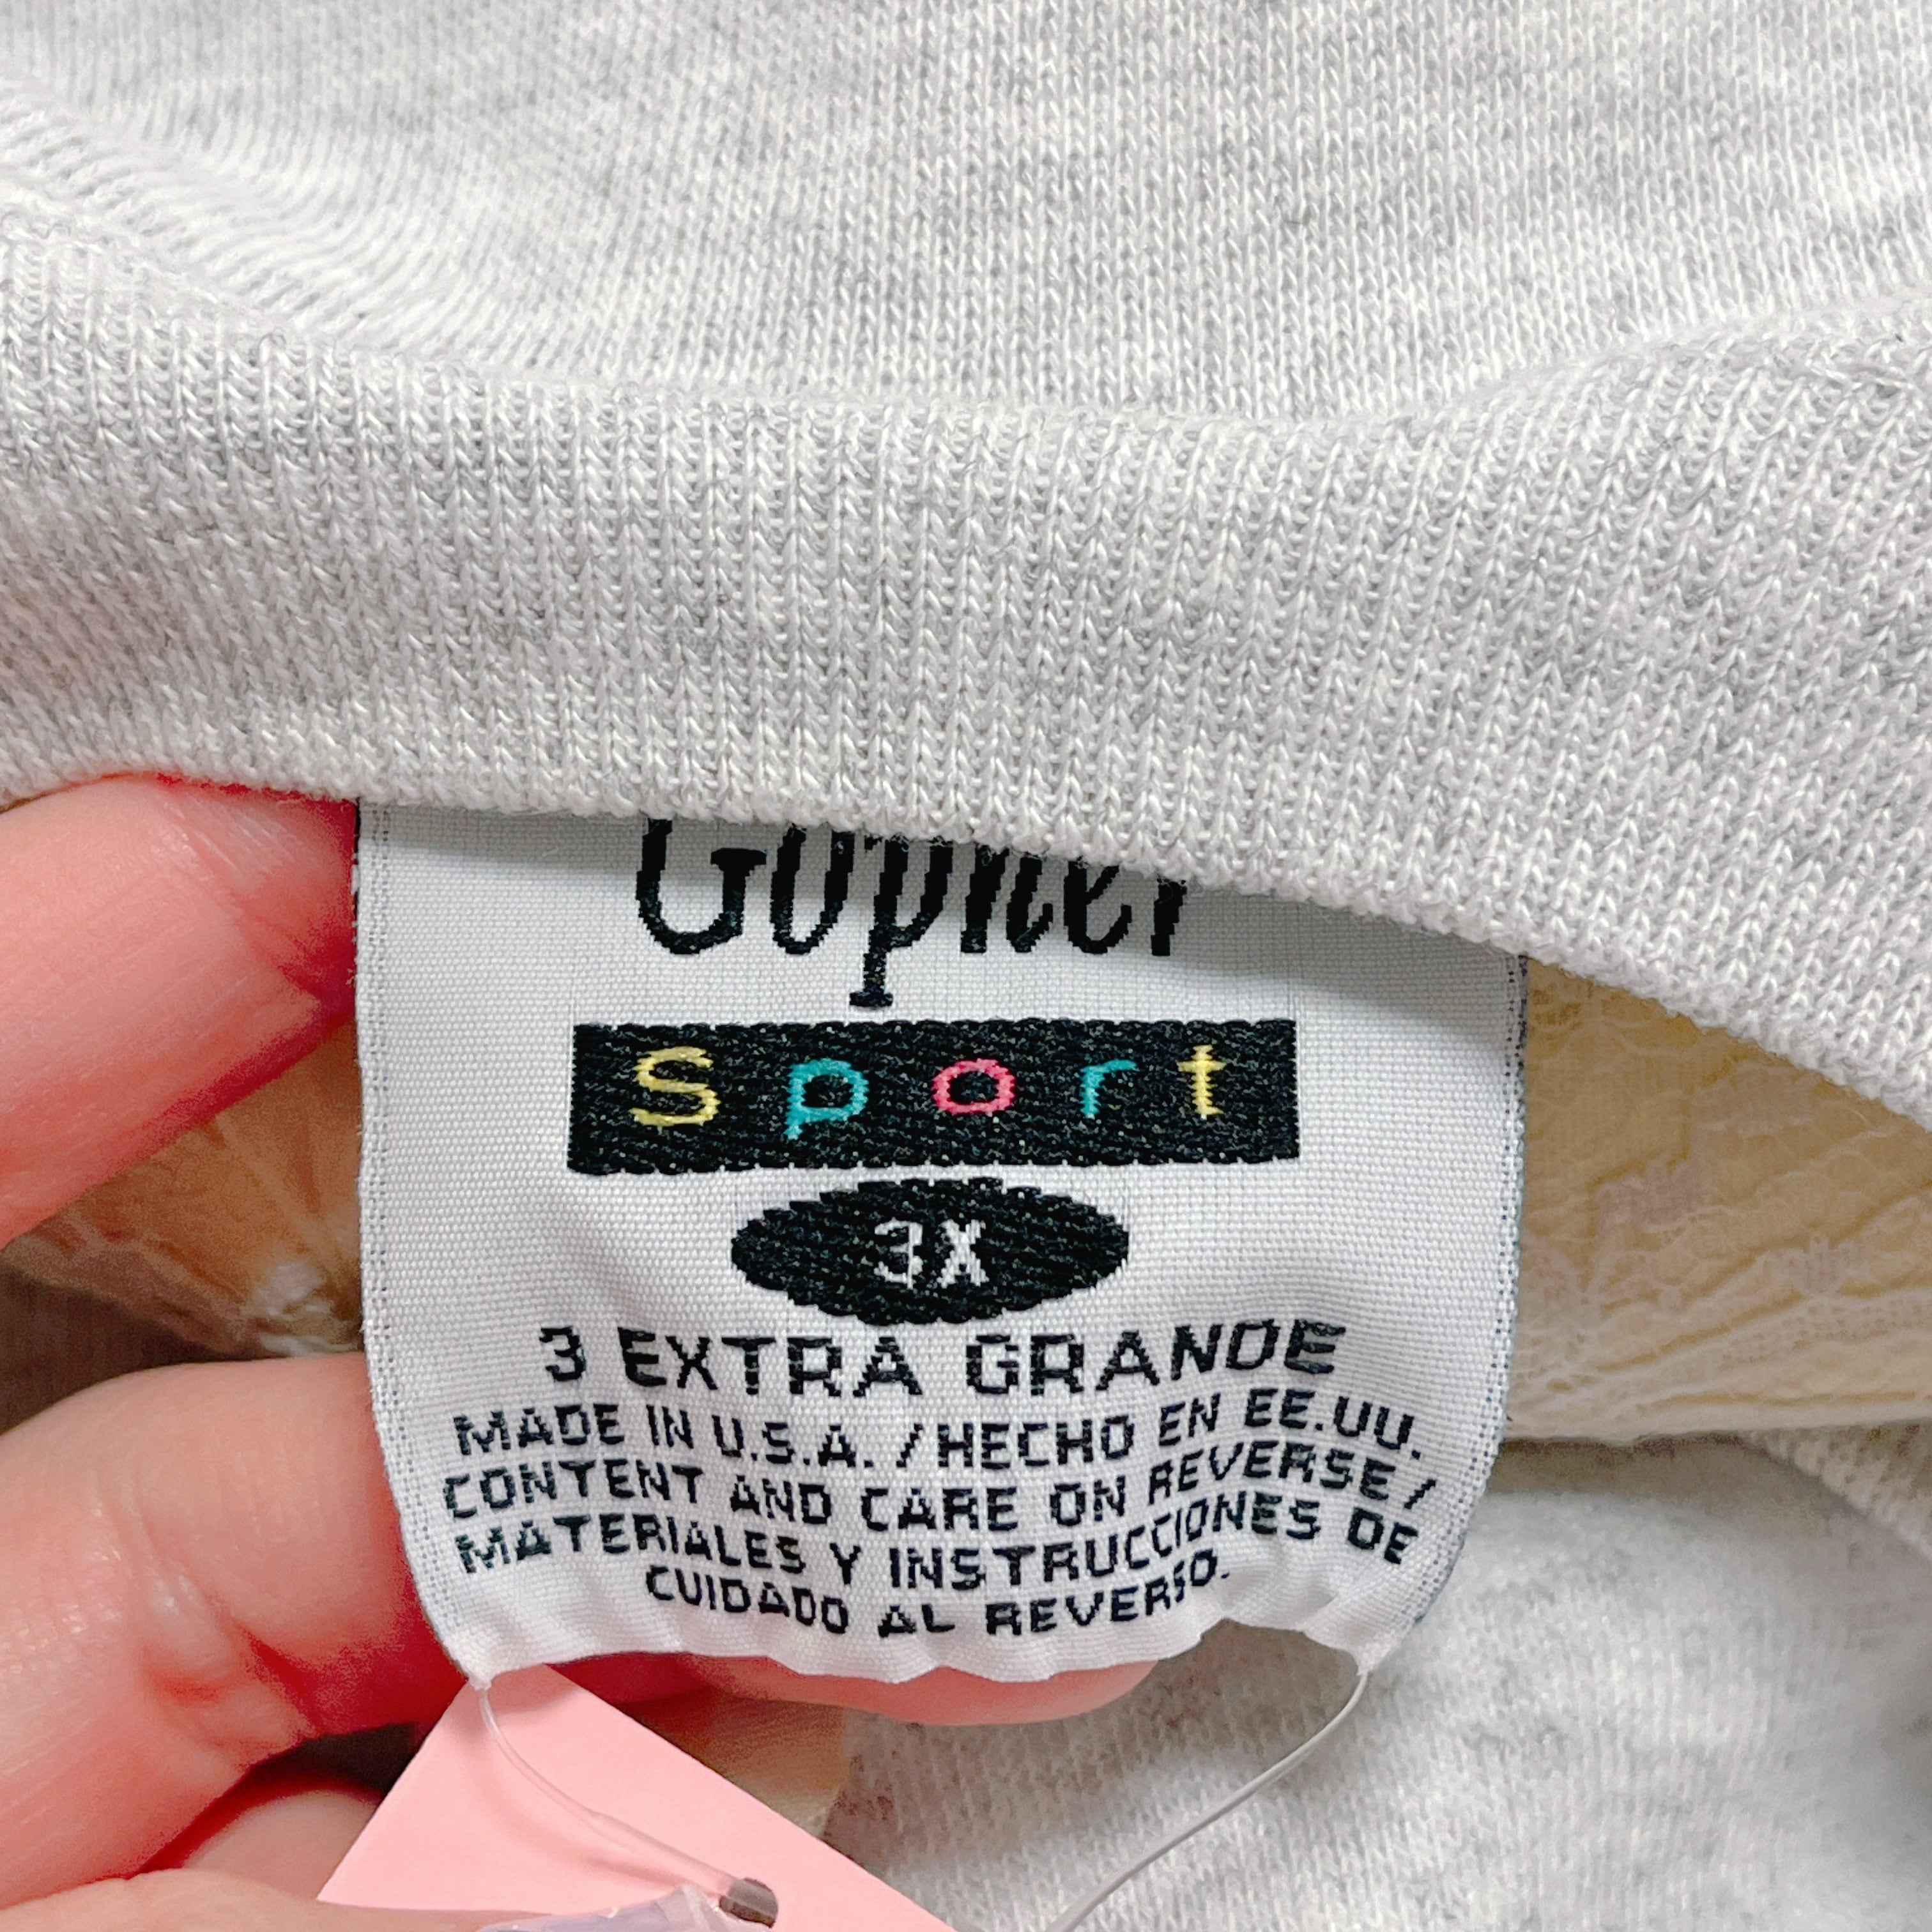 Gopher
sport
3X
3 EXTRA GRANDE
MADE IN U.S.A. / HECHO EN EE.UU.
CONTENT AND CARE ON REVERSE /
MATERIALES Y INSTRUCCIONES DE
CUIDADO AL REVERSO.